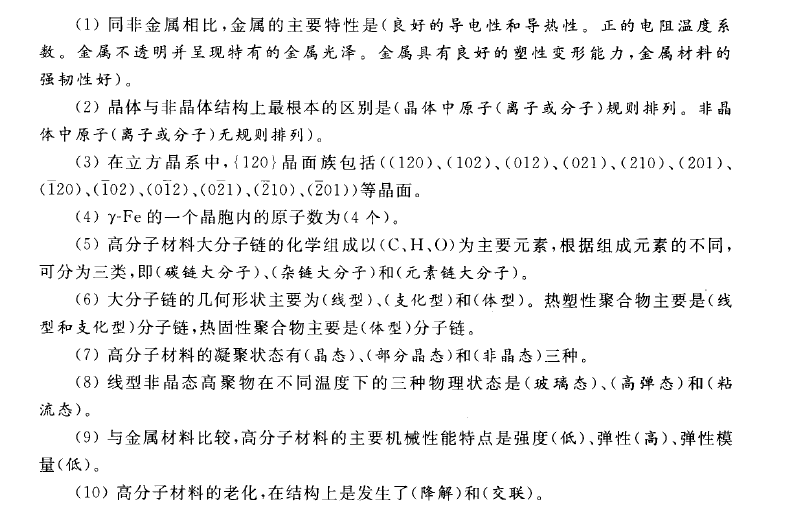 (1) 同非金属相比,金属的主要特性是(良好的导电性和导热性。正的电阻温度系
数。金属不透明并呈现特有的金属光泽。金属具有良好的塑性变形能力,金属材料的
强韧性好)。
(2) 晶体与非晶体结构上最根本的区别是(晶体中原子(离子或分子)规则排列。非晶
体中原子(离子或分子)无规则排列)。
(3) 在立方晶系中,{120}晶面族包括((120)、(102)、(012)、(021)、(210)、(201)、
(1̅20)、(1̅02)、(01̅2)、(02̅1)、(2̅10)、(2̅01))等晶面。
(4) γ-Fe 的一个晶胞内的原子数为(4 个)。
(5) 高分子材料大分子链的化学组成以(C、H、O)为主要元素,根据组成元素的不同,
可分为三类,即(碳链大分子)、(杂链大分子)和(元素链大分子)。
(6) 大分子链的几何形状主要为(线型)、(支化型)和(体型)。热塑性聚合物主要是(线
型和支化型)分子链,热固性聚合物主要是(体型)分子链。
(7) 高分子材料的凝聚状态有(晶态)、(部分晶态)和(非晶态)三种。
(8) 线型非晶态高聚物在不同温度下的三种物理状态是(玻璃态)、(高弹态)和(粘
流态)。
(9) 与金属材料比较,高分子材料的主要机械性能特点是强度(低)、弹性(高)、弹性模
量(低)。
(10) 高分子材料的老化,在结构上是发生了(降解)和(交联)。